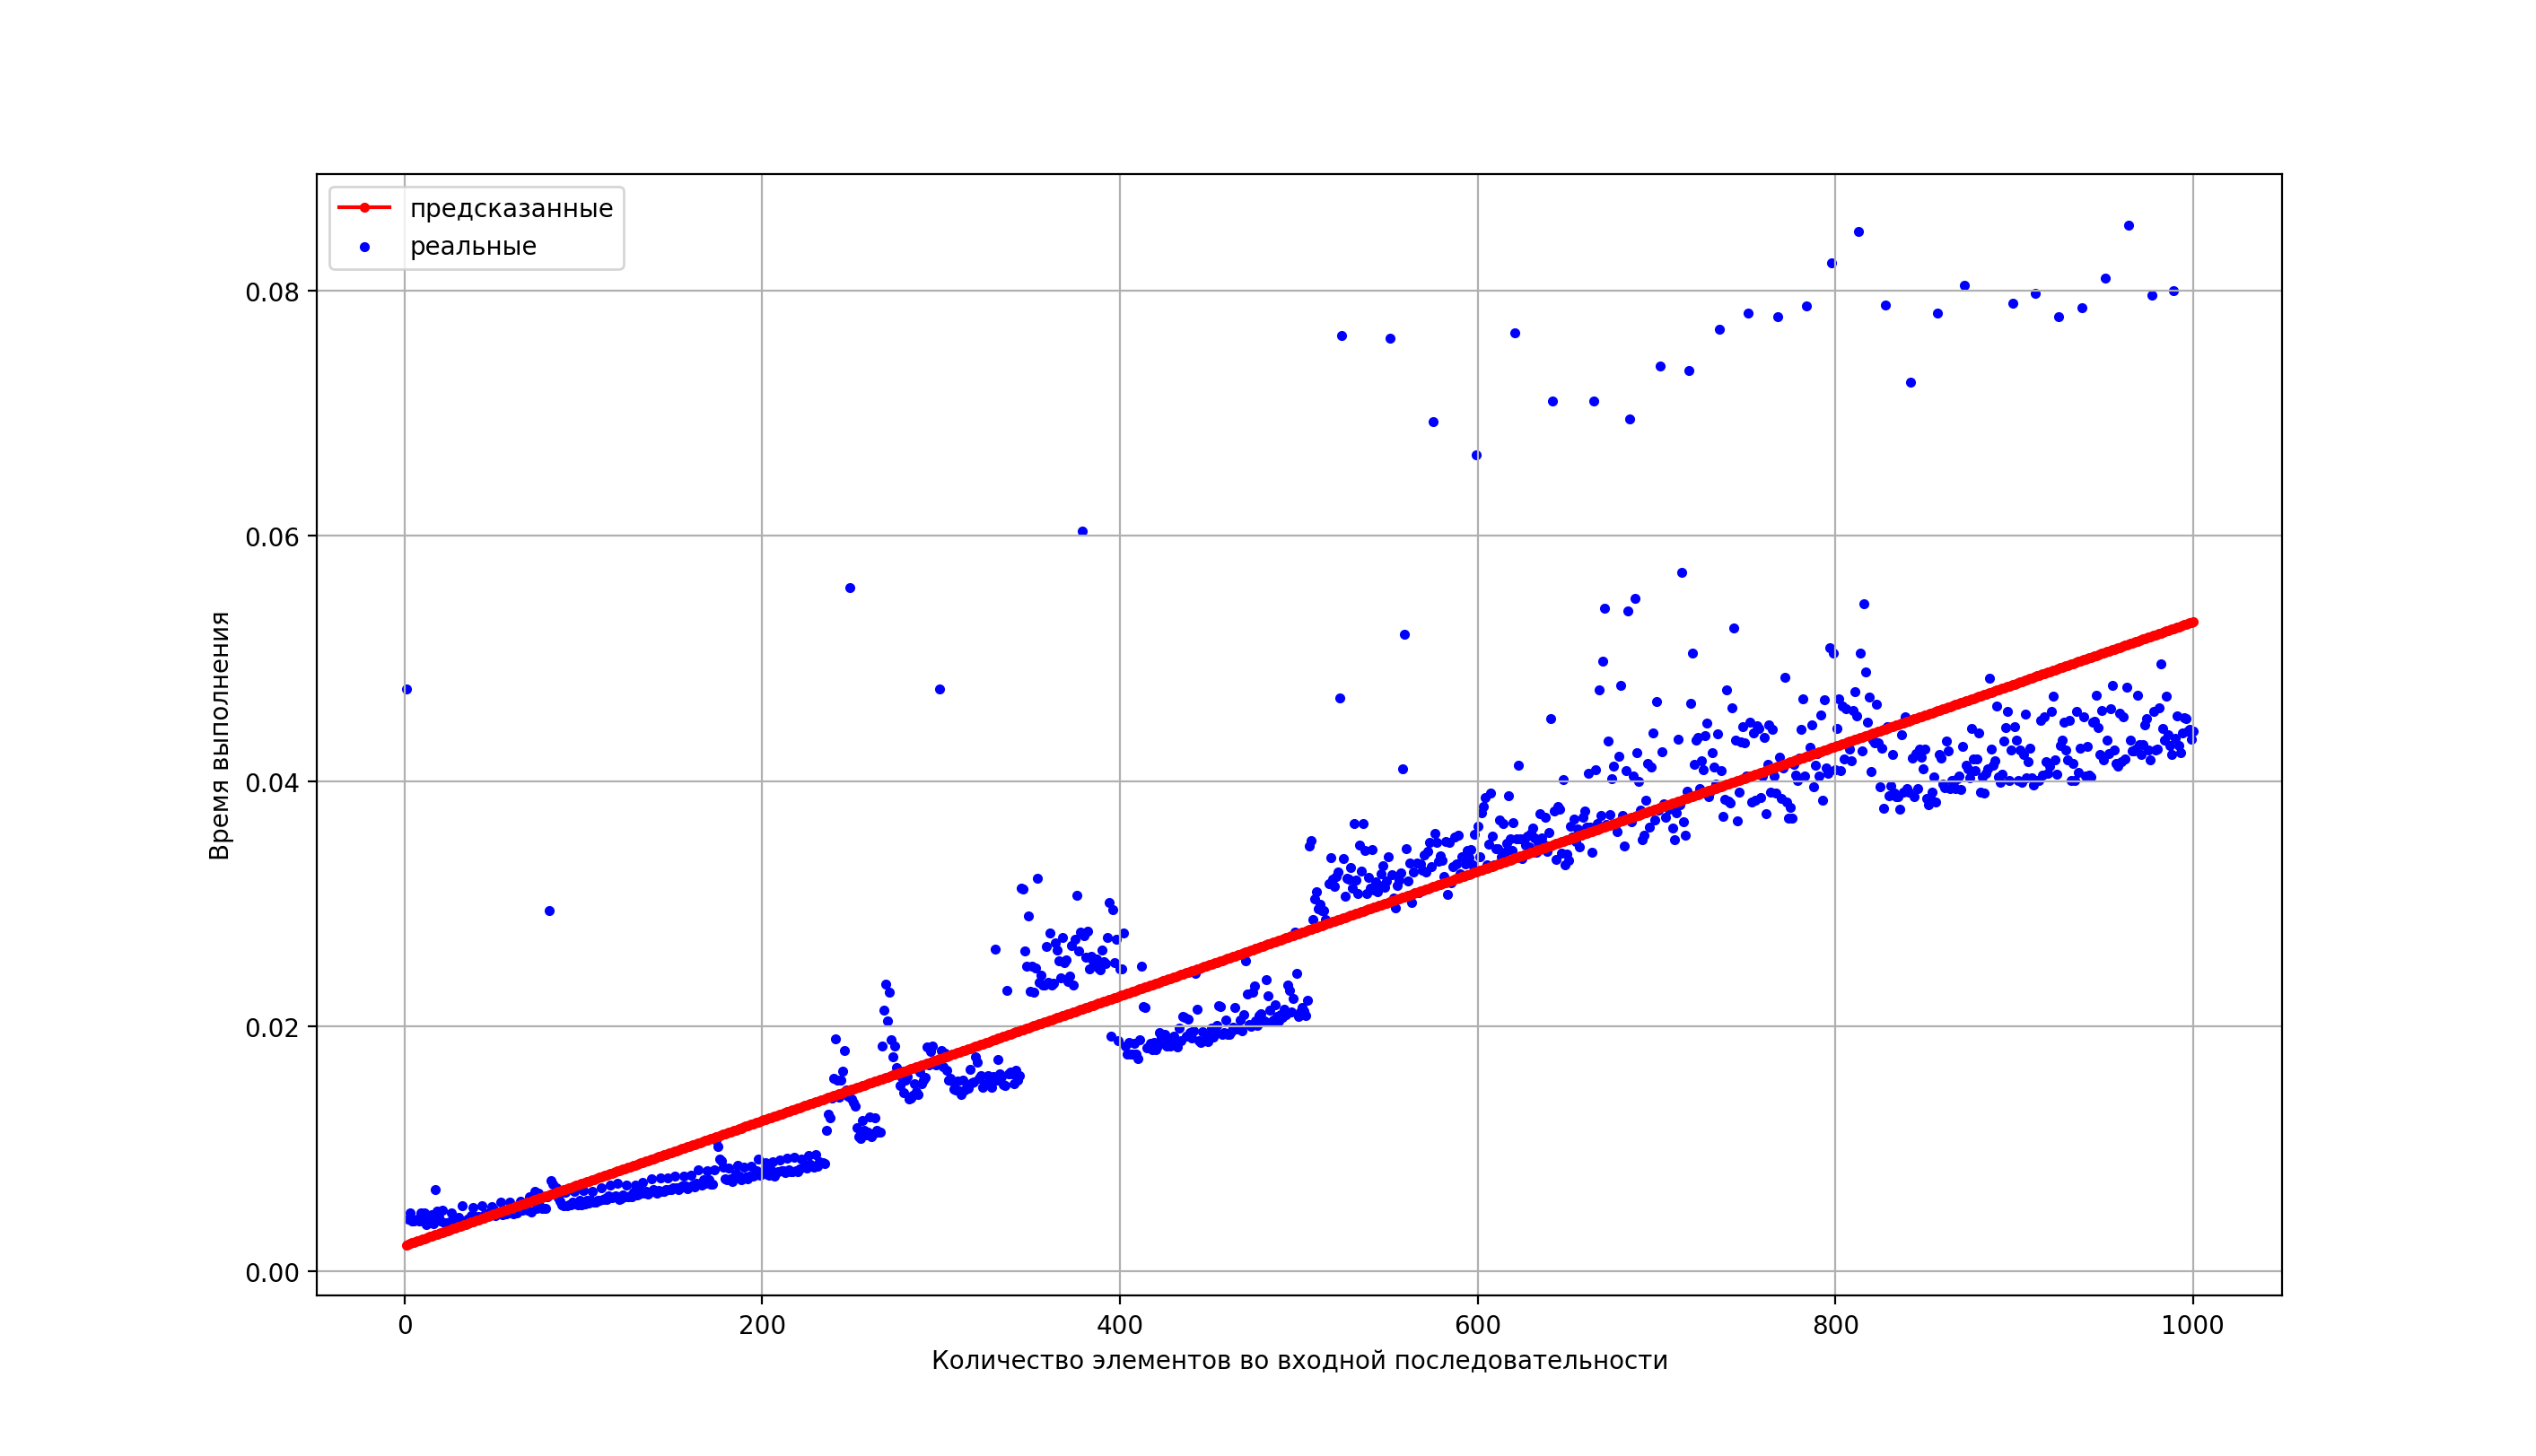 предсказанные
реальные
0.08
0.06
0.04
0.02
0.00
Время выполнения
0 200 400 600 800 1000
Количество элементов во входной последовательности